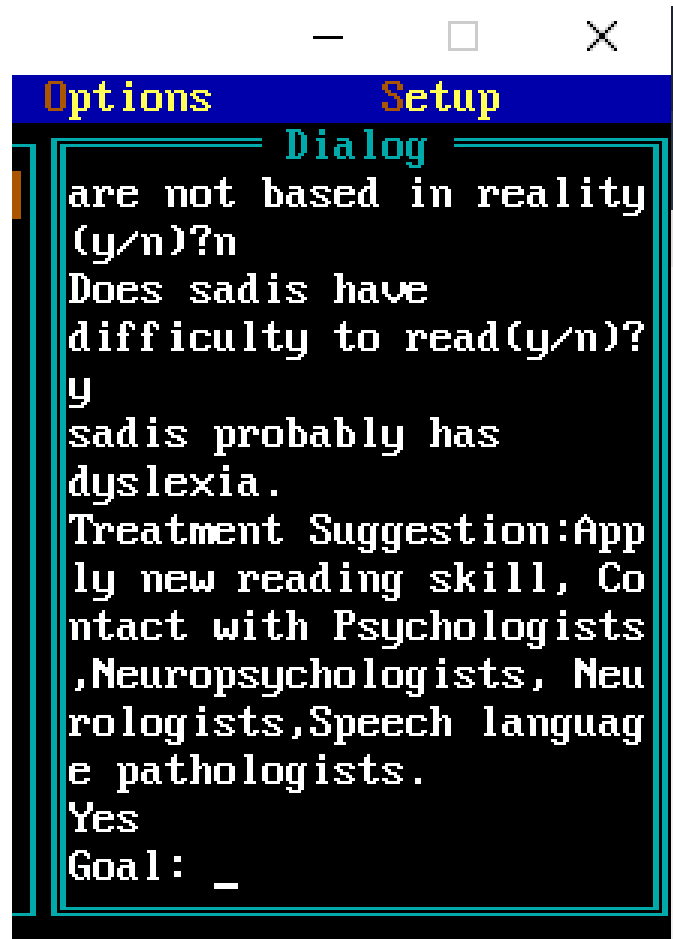 Options Setup
Dialog
are not based in reality
(y/n)?n
Does sadis have
difficulty to read(y/n)?
y
sadis probably has
dyslexia.
Treatment Suggestion:App
ly new reading skill, Co
ntact with Psychologists
,Neuropsychologists, Neu
rologists,Speech languag
e pathologists.
Yes
Goal: _